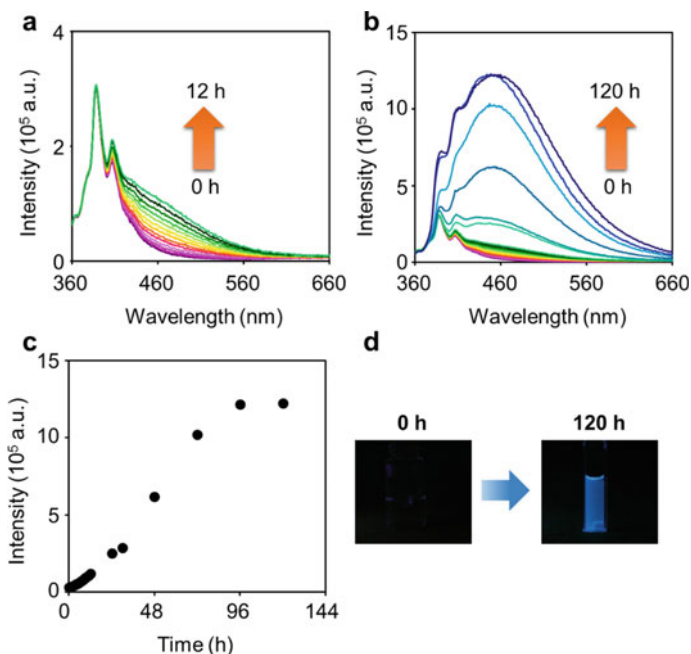 a
4
2
0
360 460 560 660
Intensity (10⁵ a.u.)
Wavelength (nm)
12 h
0 h
b
15
10
5
0
360 460 560 660
Intensity (10⁵ a.u.)
Wavelength (nm)
120 h
0 h
c
15
10
5
0
0 48 96 144
Intensity (10⁵ a.u.)
Time (h)
d
0 h 120 h